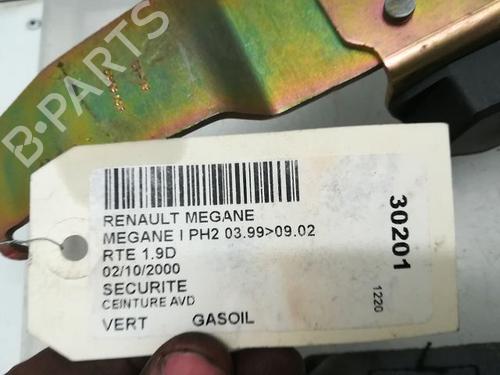 B-PARTS
RENAULT MEGANE
MEGANE I PH2 03.99>09.02
RTE 1.9D
02/10/2000
SECURITE
CEINTURE AVD
VERT GASOIL
30201
1220